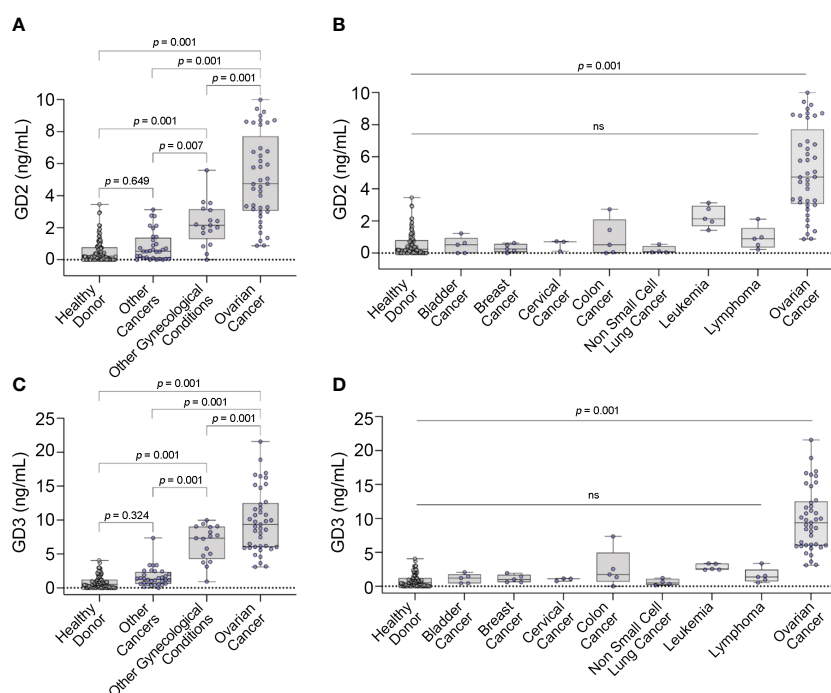 A
p = 0.001
p = 0.001
p = 0.001
p = 0.001
p = 0.007
p = 0.649
GD2 (ng/mL)
10
8
6
4
2
0
Healthy
Donor
Other
Cancers
Other Gynecological
Conditions
Ovarian
Cancer
B
p = 0.001
ns
GD2 (ng/mL)
10
8
6
4
2
0
Healthy
Donor
Bladder
Cancer
Breast
Cancer
Cervical
Cancer
Colon
Cancer
Non Small Cell
Lung Cancer
Leukemia
Lymphoma
Ovarian
Cancer
C
p = 0.001
p = 0.001
p = 0.001
p = 0.001
p = 0.001
p = 0.324
GD3 (ng/mL)
25
20
15
10
5
0
Healthy
Donor
Other
Cancers
Other Gynecological
Conditions
Ovarian
Cancer
D
p = 0.001
ns
GD3 (ng/mL)
25
20
15
10
5
0
Healthy
Donor
Bladder
Cancer
Breast
Cancer
Cervical
Cancer
Colon
Cancer
Non Small Cell
Lung Cancer
Leukemia
Lymphoma
Ovarian
Cancer